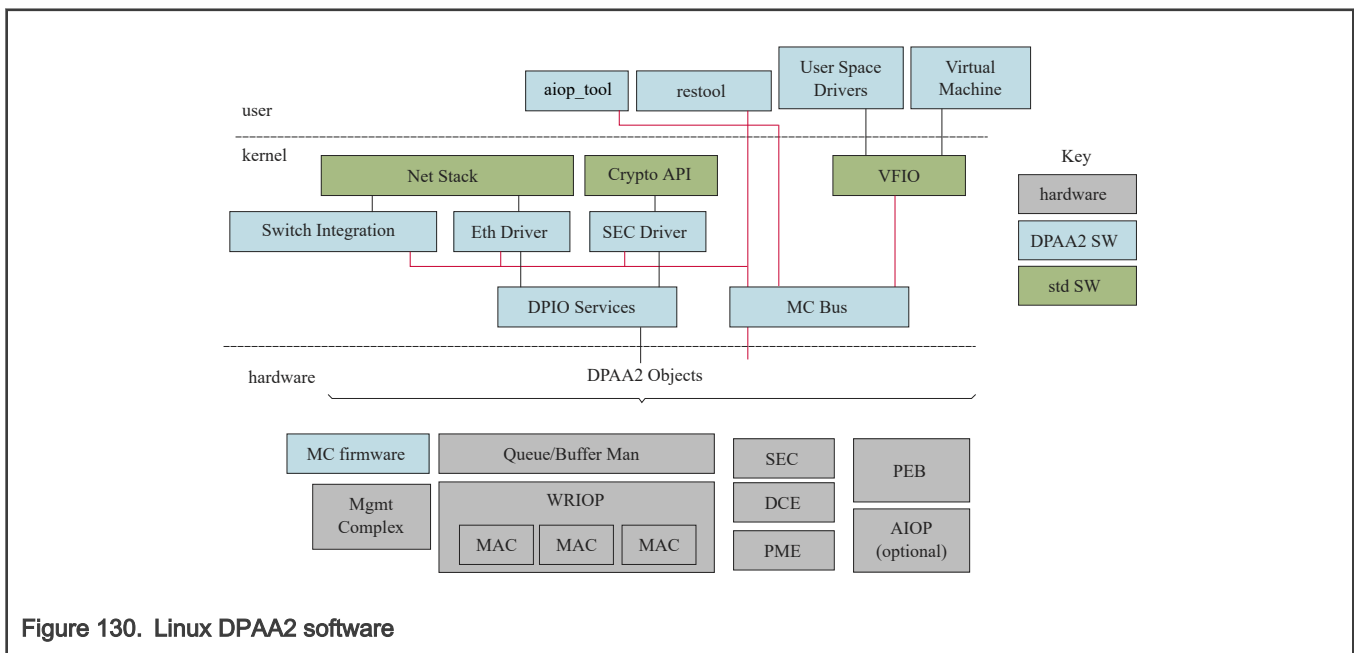 User Space
Drivers
Virtual
Machine
aiop_tool
restool
user
kernel
Key
Net Stack
Crypto API
VFIO
hardware
Switch Integration
Eth Driver
SEC Driver
DPAA2 SW
std SW
DPIO Services
MC Bus
hardware
DPAA2 Objects
MC firmware
Queue/Buffer Man
SEC
PEB
Mgmt
Complex
WRIOP
MAC
MAC
MAC
DCE
PME
AIOP
(optional)
Figure 130. Linux DPAA2 software